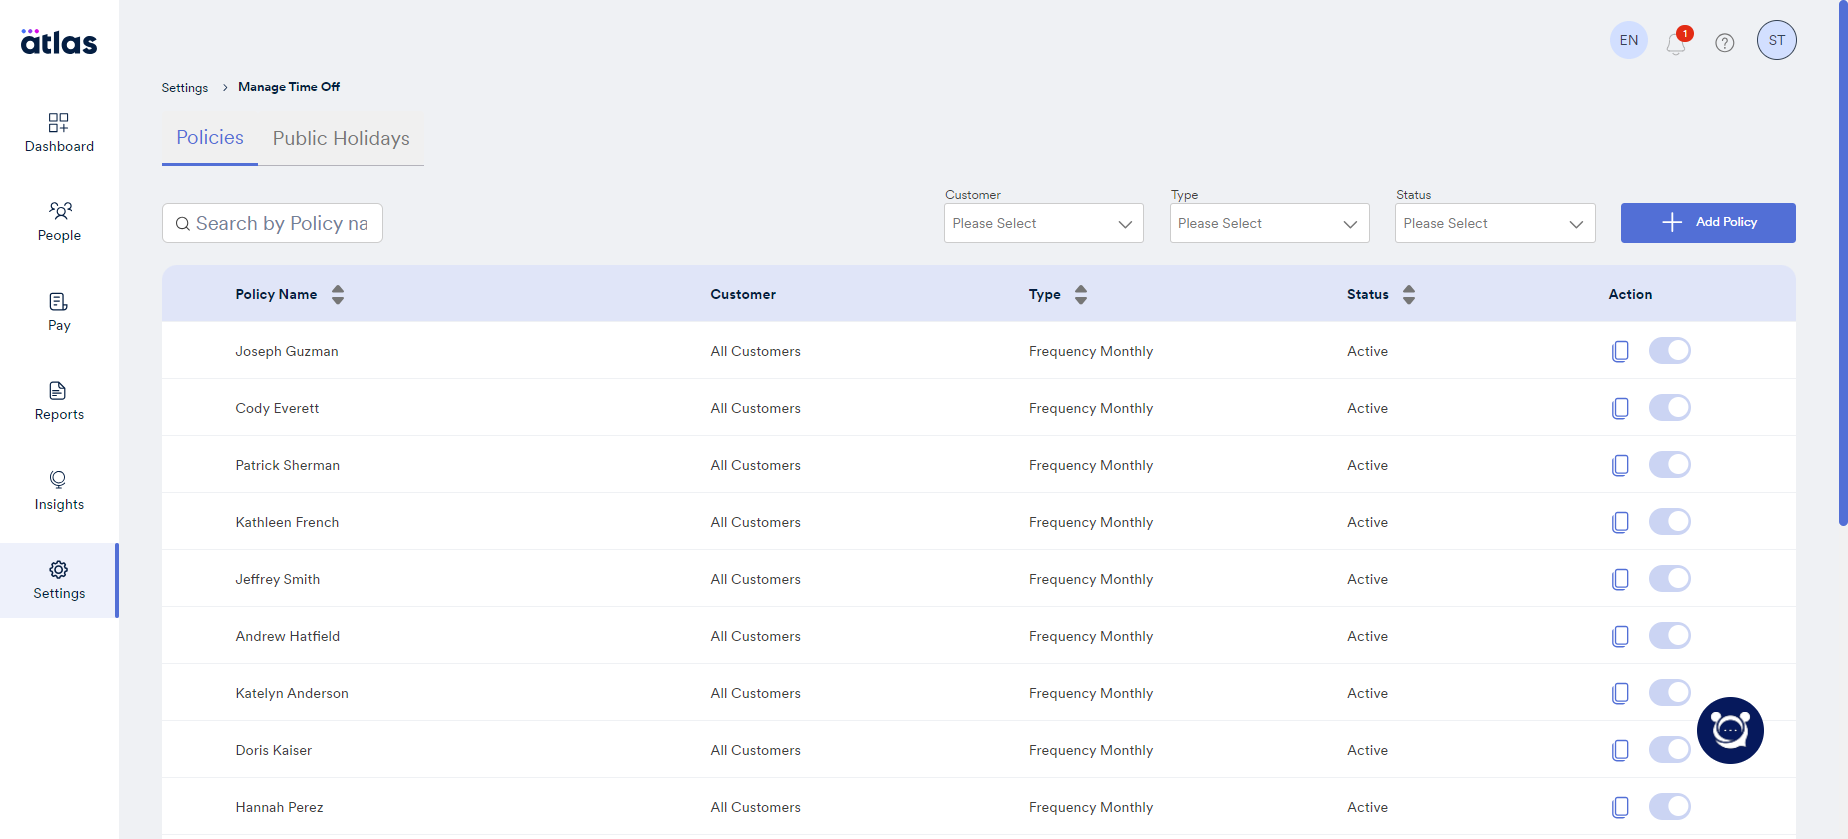 atlas
EN
1
ST
Settings > Manage Time Off
Dashboard
People
Pay
Reports
Insights
Settings
Policies Public Holidays
Customer Type Status
Search by Policy na Please Select Please Select Please Select Add Policy
Policy Name Customer Type Status Action
Joseph Guzman All Customers Frequency Monthly Active
Cody Everett All Customers Frequency Monthly Active
Patrick Sherman All Customers Frequency Monthly Active
Kathleen French All Customers Frequency Monthly Active
Jeffrey Smith All Customers Frequency Monthly Active
Andrew Hatfield All Customers Frequency Monthly Active
Katelyn Anderson All Customers Frequency Monthly Active
Doris Kaiser All Customers Frequency Monthly Active
Hannah Perez All Customers Frequency Monthly Active